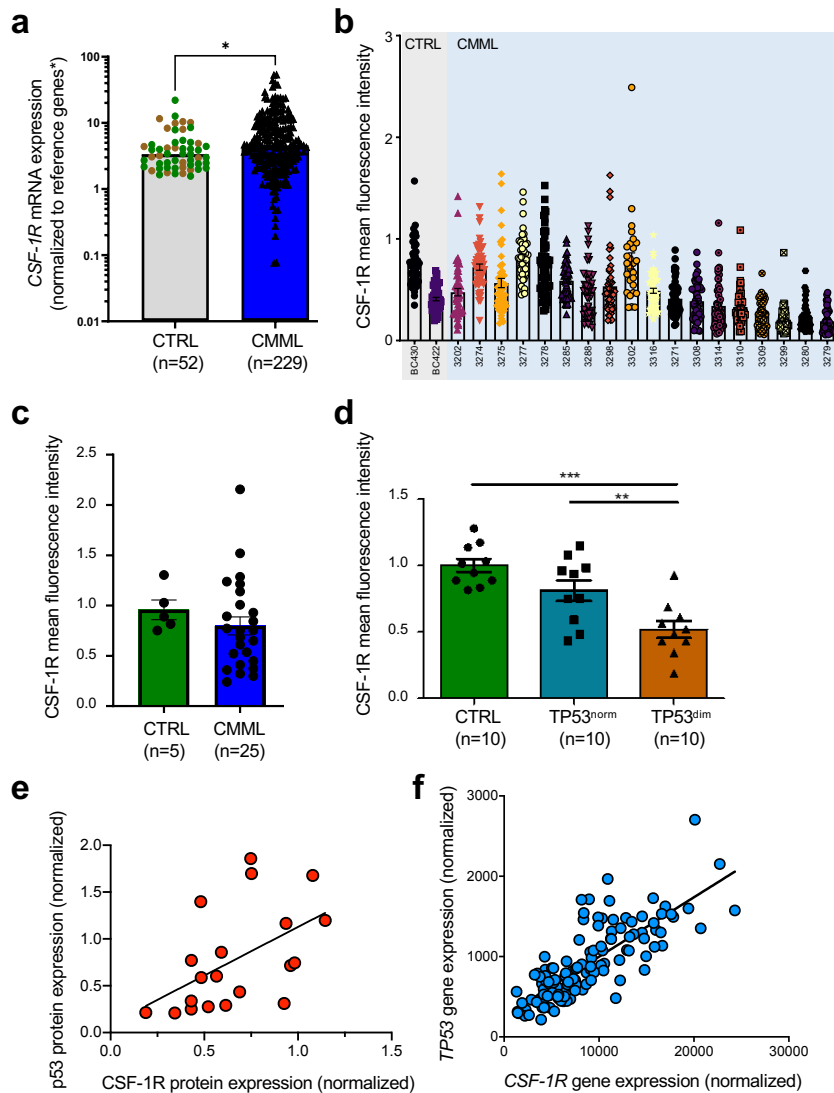 a
CSF-1R mRNA expression
(normalized to reference genes*)
100
10
1
0.1
0.01
*
CTRL
(n=52)
CMML
(n=229)
b
CSF-1R mean fluorescence intensity
3
2
1
0
CTRL
CMML
BC430
BC422
3202
3274
3275
3277
3278
3285
3288
3298
3302
3316
3271
3308
3314
3310
3309
3299
3280
3279
c
CSF-1R mean fluorescence intensity
2.5
2.0
1.5
1.0
0.5
0.0
CTRL
(n=5)
CMML
(n=25)
d
CSF-1R mean fluorescence intensity
1.5
1.0
0.5
0.0
***
**
CTRL
(n=10)
TP53norm
(n=10)
TP53dim
(n=10)
e
p53 protein expression (normalized)
2.0
1.5
1.0
0.5
0.0
0.0
0.5
1.0
1.5
CSF-1R protein expression (normalized)
f
TP53 gene expression (normalized)
3000
2000
1000
0
0
10000
20000
30000
CSF-1R gene expression (normalized)